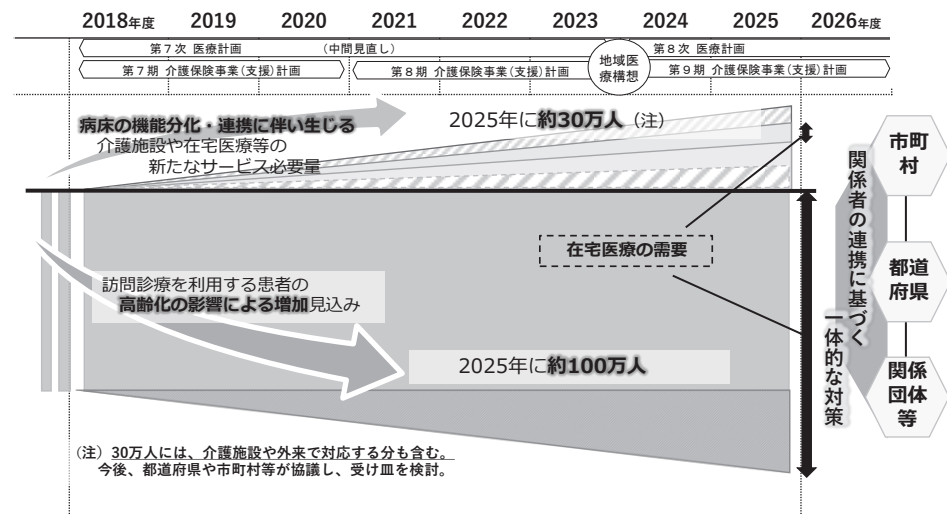 2018年度 2019 2020 2021 2022 2023 2024 2025 2026年度
第７次 医療計画 （中間見直し） 第８次 医療計画
第７期 介護保険事業（支援）計画 第８期 介護保険事業（支援）計画 第９期 介護保険事業（支援）計画
地域医
療構想
病床の機能分化・連携に伴い生じる
介護施設や在宅医療等の
新たなサービス必要量
2025年に約30万人（注）
在宅医療の需要
訪問診療を利用する患者の
高齢化の影響による増加見込み
2025年に約100万人
関係者の連携に基づく
一体的な対策
市町
村
都道
府県
関係
団体
等
（注）30万人には、介護施設や外来で対応する分も含む。
今後、都道府県や市町村等が協議し、受け皿を検討。